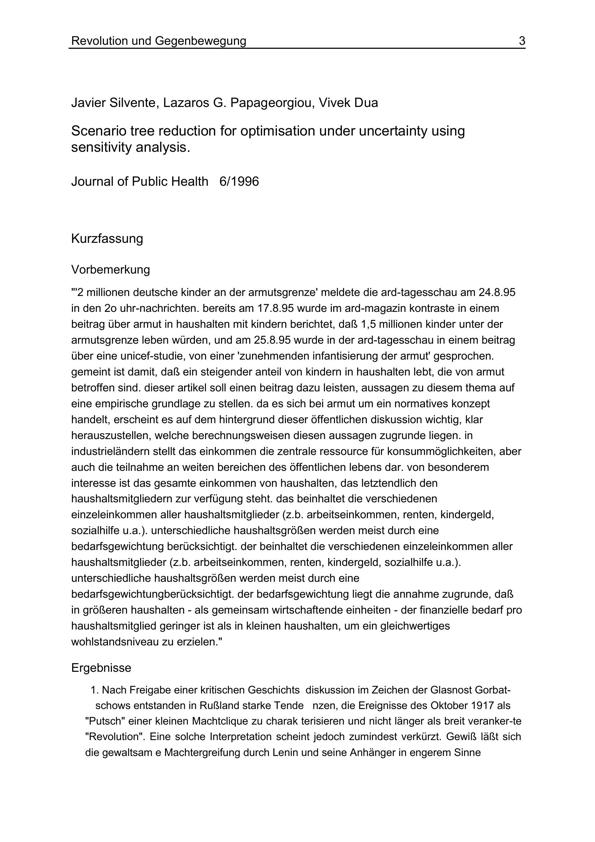 Revolution und Gegenbewegung 3
Javier Silvente, Lazaros G. Papageorgiou, Vivek Dua
Scenario tree reduction for optimisation under uncertainty using
sensitivity analysis.
Journal of Public Health 6/1996
Kurzfassung
Vorbemerkung
"'2 millionen deutsche kinder an der armutsgrenze' meldete die ard-tagesschau am 24.8.95
in den 2o uhr-nachrichten. bereits am 17.8.95 wurde im ard-magazin kontraste in einem
beitrag über armut in haushalten mit kindern berichtet, daß 1,5 millionen kinder unter der
armutsgrenze leben würden, und am 25.8.95 wurde in der ard-tagesschau in einem beitrag
über eine unicef-studie, von einer 'zunehmenden infantisierung der armut' gesprochen.
gemeint ist damit, daß ein steigender anteil von kindern in haushalten lebt, die von armut
betroffen sind. dieser artikel soll einen beitrag dazu leisten, aussagen zu diesem thema auf
eine empirische grundlage zu stellen. da es sich bei armut um ein normatives konzept
handelt, erscheint es auf dem hintergrund dieser öffentlichen diskussion wichtig, klar
herauszustellen, welche berechnungsweisen diesen aussagen zugrunde liegen. in
industrieländern stellt das einkommen die zentrale ressource für konsummöglichkeiten, aber
auch die teilnahme an weiten bereichen des öffentlichen lebens dar. von besonderem
interesse ist das gesamte einkommen von haushalten, das letztendlich den
haushaltsmitgliedern zur verfügung steht. das beinhaltet die verschiedenen
einzeleinkommen aller haushaltsmitglieder (z.b. arbeitseinkommen, renten, kindergeld,
sozialhilfe u.a.). unterschiedliche haushaltsgrößen werden meist durch eine
bedarfsgewichtung berücksichtigt. der beinhaltet die verschiedenen einzeleinkommen aller
haushaltsmitglieder (z.b. arbeitseinkommen, renten, kindergeld, sozialhilfe u.a.).
unterschiedliche haushaltsgrößen werden meist durch eine
bedarfsgewichtungberücksichtigt. der bedarfsgewichtung liegt die annahme zugrunde, daß
in größeren haushalten - als gemeinsam wirtschaftende einheiten - der finanzielle bedarf pro
haushaltsmitglied geringer ist als in kleinen haushalten, um ein gleichwertiges
wohlstandsniveau zu erzielen."
Ergebnisse
1. Nach Freigabe einer kritischen Geschichts diskussion im Zeichen der Glasnost Gorbat-
schows entstanden in Rußland starke Tende nzen, die Ereignisse des Oktober 1917 als
"Putsch" einer kleinen Machtclique zu charak terisieren und nicht länger als breit veranker-te
"Revolution". Eine solche Interpretation scheint jedoch zumindest verkürzt. Gewiß läßt sich
die gewaltsam e Machtergreifung durch Lenin und seine Anhänger in engerem Sinne